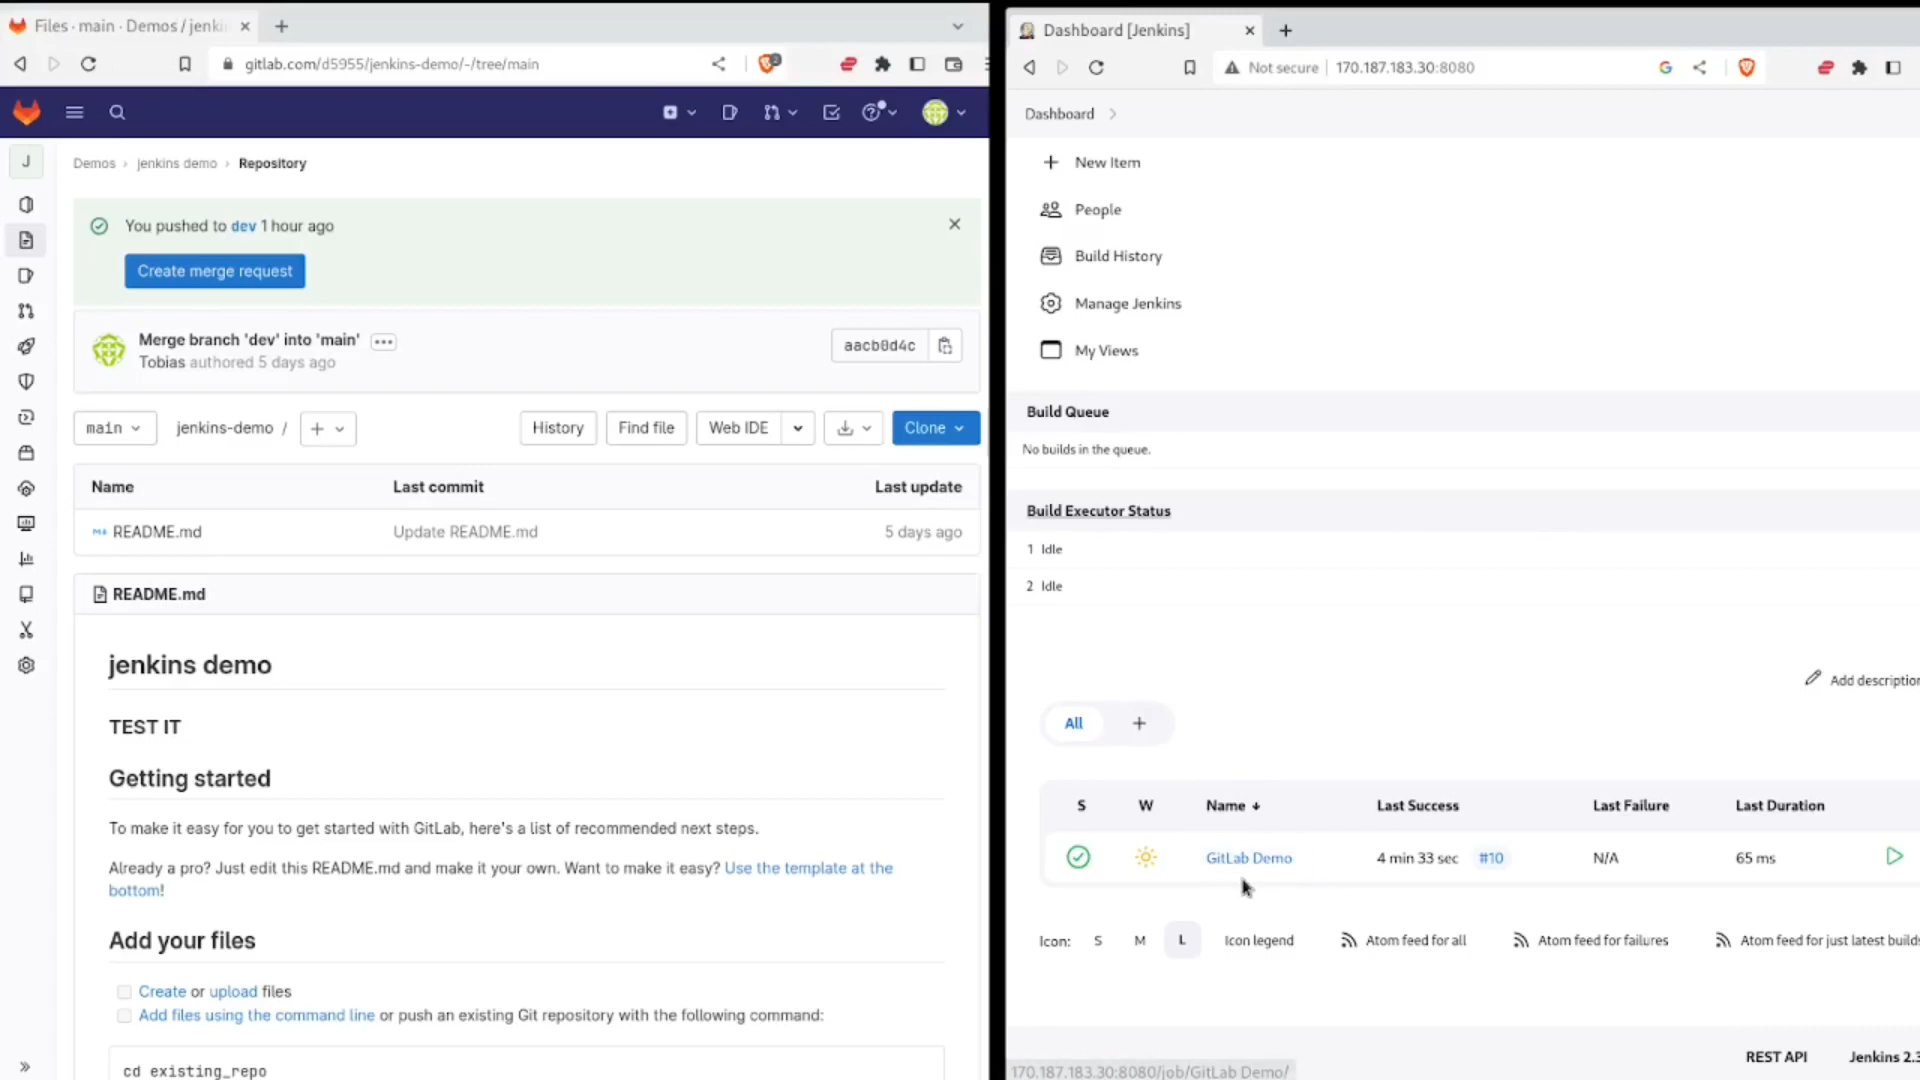 Files · main · Demos / jenki
gitlab.com/d5955/jenkins-demo/-/tree/main
J
Demos › jenkins demo › Repository
You pushed to dev 1 hour ago
Create merge request
Merge branch 'dev' into 'main'
Tobias authored 5 days ago
aacb0d4c
main
jenkins-demo /
History
Find file
Web IDE
Clone
Name Last commit Last update
README.md Update README.md 5 days ago
README.md
jenkins demo
TEST IT
Getting started
To make it easy for you to get started with GitLab, here's a list of recommended next steps.
Already a pro? Just edit this README.md and make it your own. Want to make it easy? Use the template at the
bottom!
Add your files
Create or upload files
Add files using the command line or push an existing Git repository with the following command:
cd existing_repo
Dashboard [Jenkins]
Not secure 170.187.183.30:8080
Dashboard
New Item
People
Build History
Manage Jenkins
My Views
Build Queue
No builds in the queue.
Build Executor Status
1 Idle
2 Idle
Add description
All
S W Name ↓ Last Success Last Failure Last Duration
GitLab Demo 4 min 33 sec #10 N/A 65 ms
Icon: S M L Icon legend Atom feed for all Atom feed for failures Atom feed for just latest builds
REST API Jenkins 2.3
170.187.183.30:8080/job/GitLab Demo/